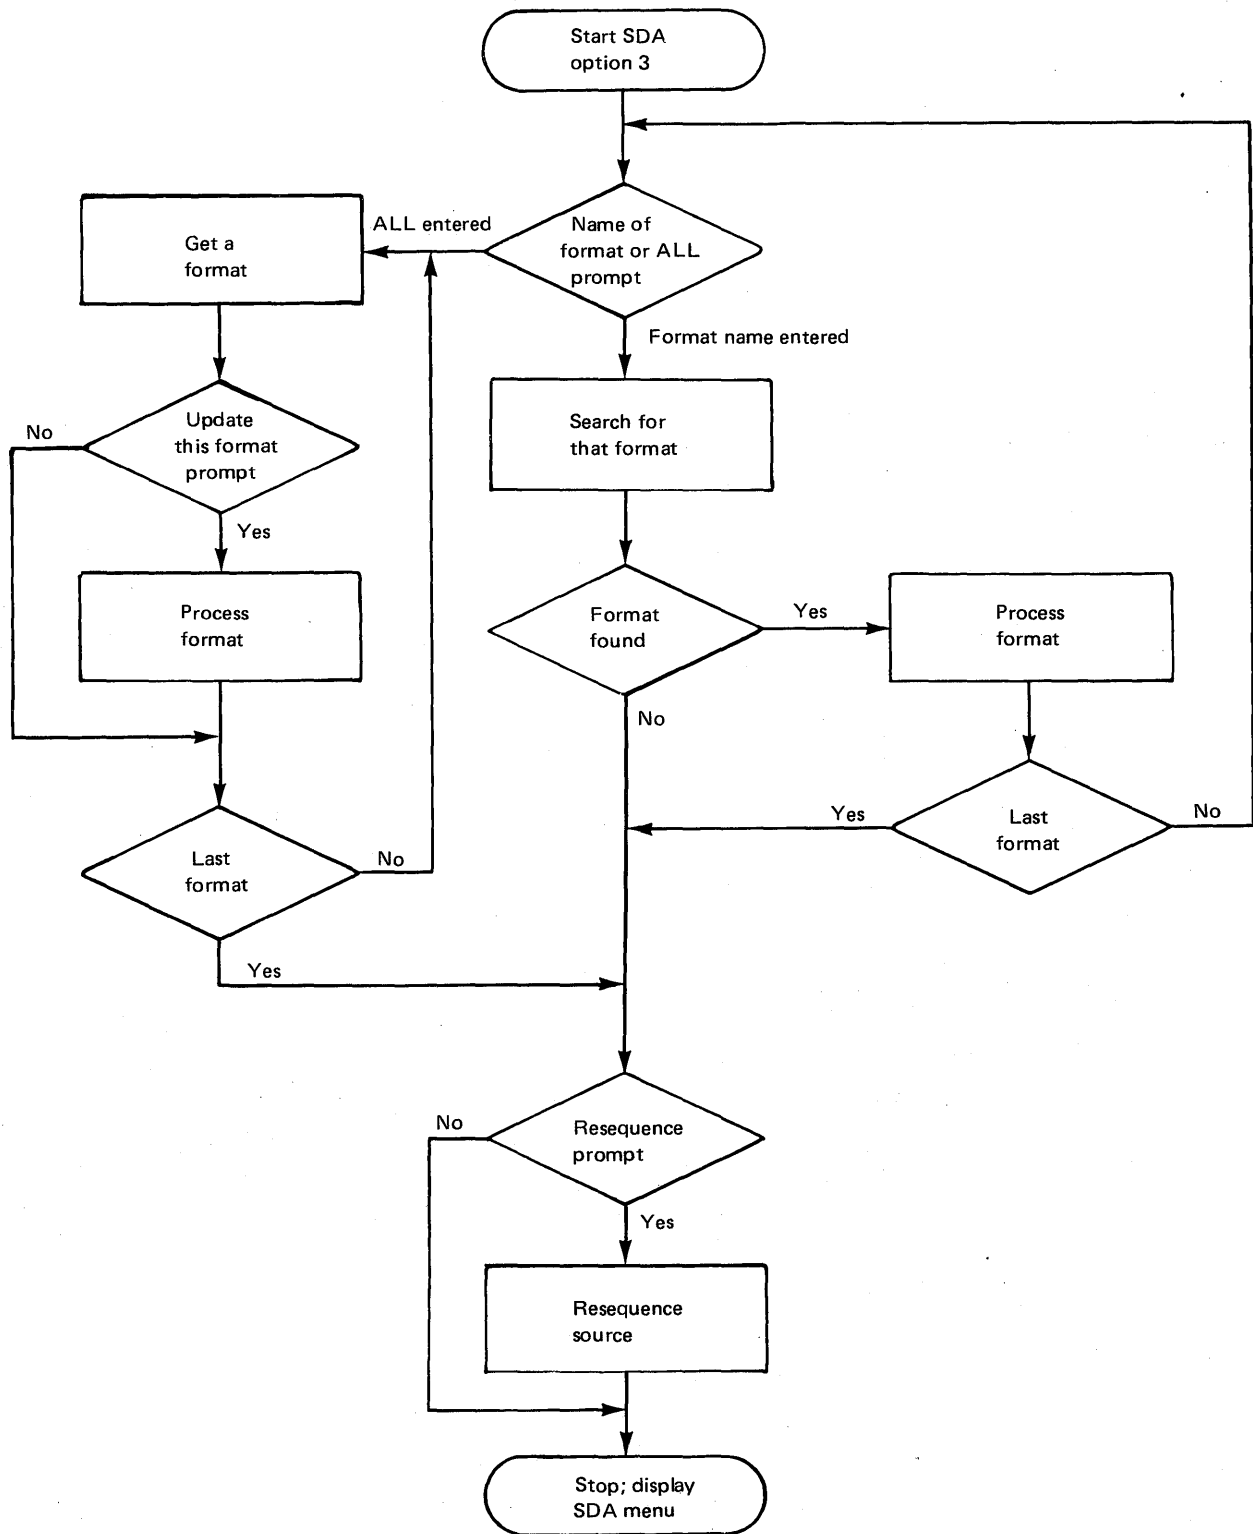 Start SDA
option 3
ALL entered
Name of
format or ALL
prompt
Get a
format
Format name entered
Update
this format
prompt
No
Yes
Search for
that format
Process
format
Format
found
Yes
Process
format
No
Last
format
No
Yes
Last
format
No
Yes
Resequence
prompt
No
Yes
Resequence
source
Stop; display
SDA menu